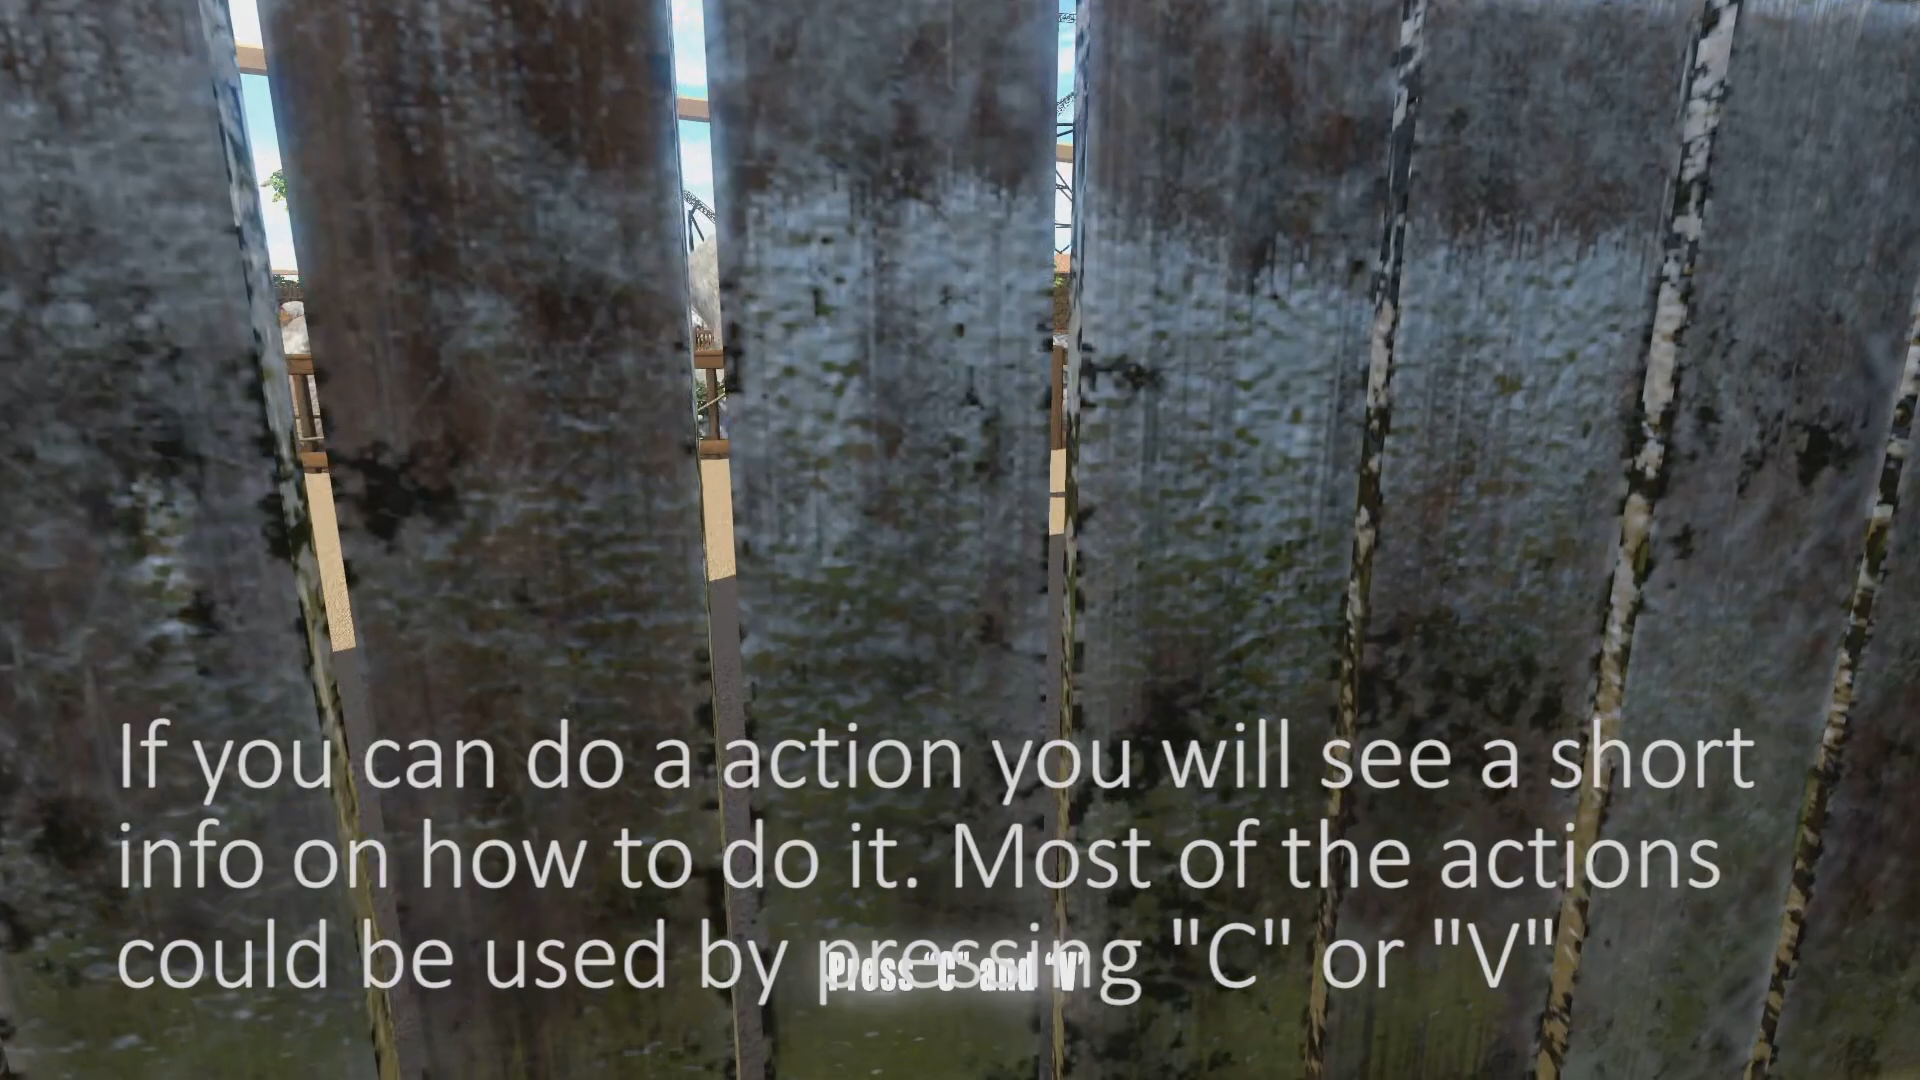 If you can do a action you will see a short
info on how to do it. Most of the actions
could be used by pressing "C" or "V"
Press "C" and "V"